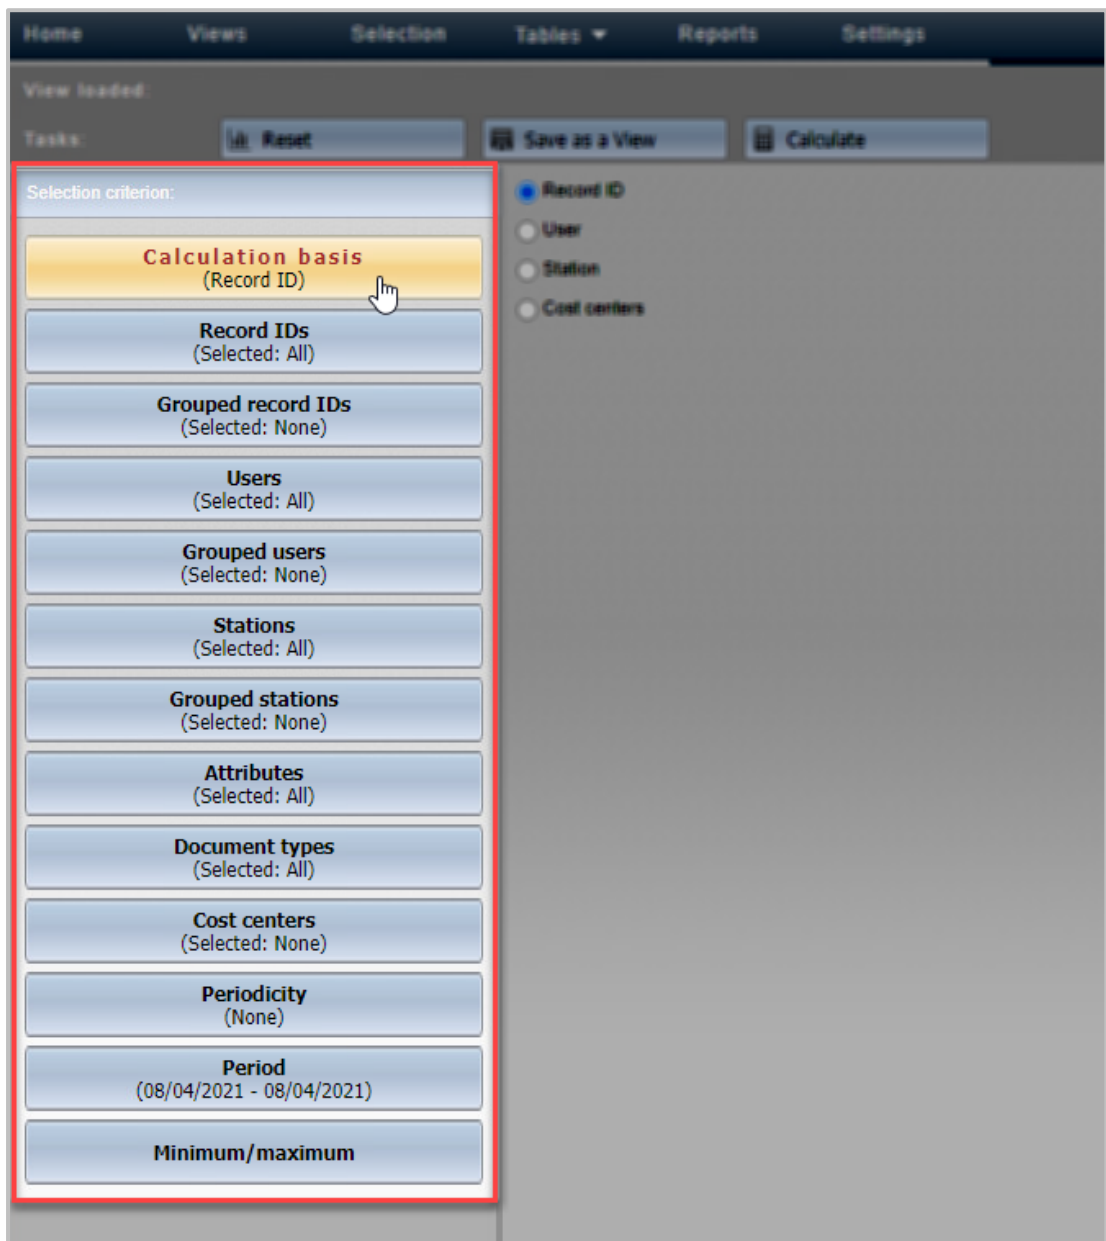 Home Views Selection Tables Reports Settings
View loaded:
Tasks: Reset Save as a View Calculate
Selection criterion:
Calculation basis
(Record ID)
Record IDs
(Selected: All)
Grouped record IDs
(Selected: None)
Users
(Selected: All)
Grouped users
(Selected: None)
Stations
(Selected: All)
Grouped stations
(Selected: None)
Attributes
(Selected: All)
Document types
(Selected: All)
Cost centers
(Selected: None)
Periodicity
(None)
Period
(08/04/2021 - 08/04/2021)
Minimum/maximum
Record ID
User
Station
Cost centers